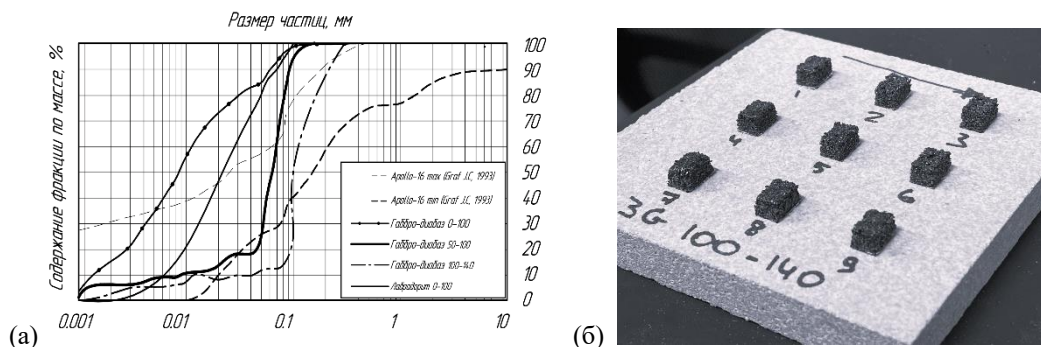 Размер частиц, мм
Содержание фракции по массе, %
100
90
80
70
60
50
40
30
20
10
0
Apollo-16 max (Graf J.C, 1993)
Apollo-16 min (Graf J.C, 1993)
Габбро-диабаз 0-100
Габбро-диабаз 50-100
Габбро-диабаз 100-140
Лабрадорит 0-100
0.001 0.01 0.1 1 10
(а)
1 2 3
4 5 6
7 8 9
3G 100-140
(б)